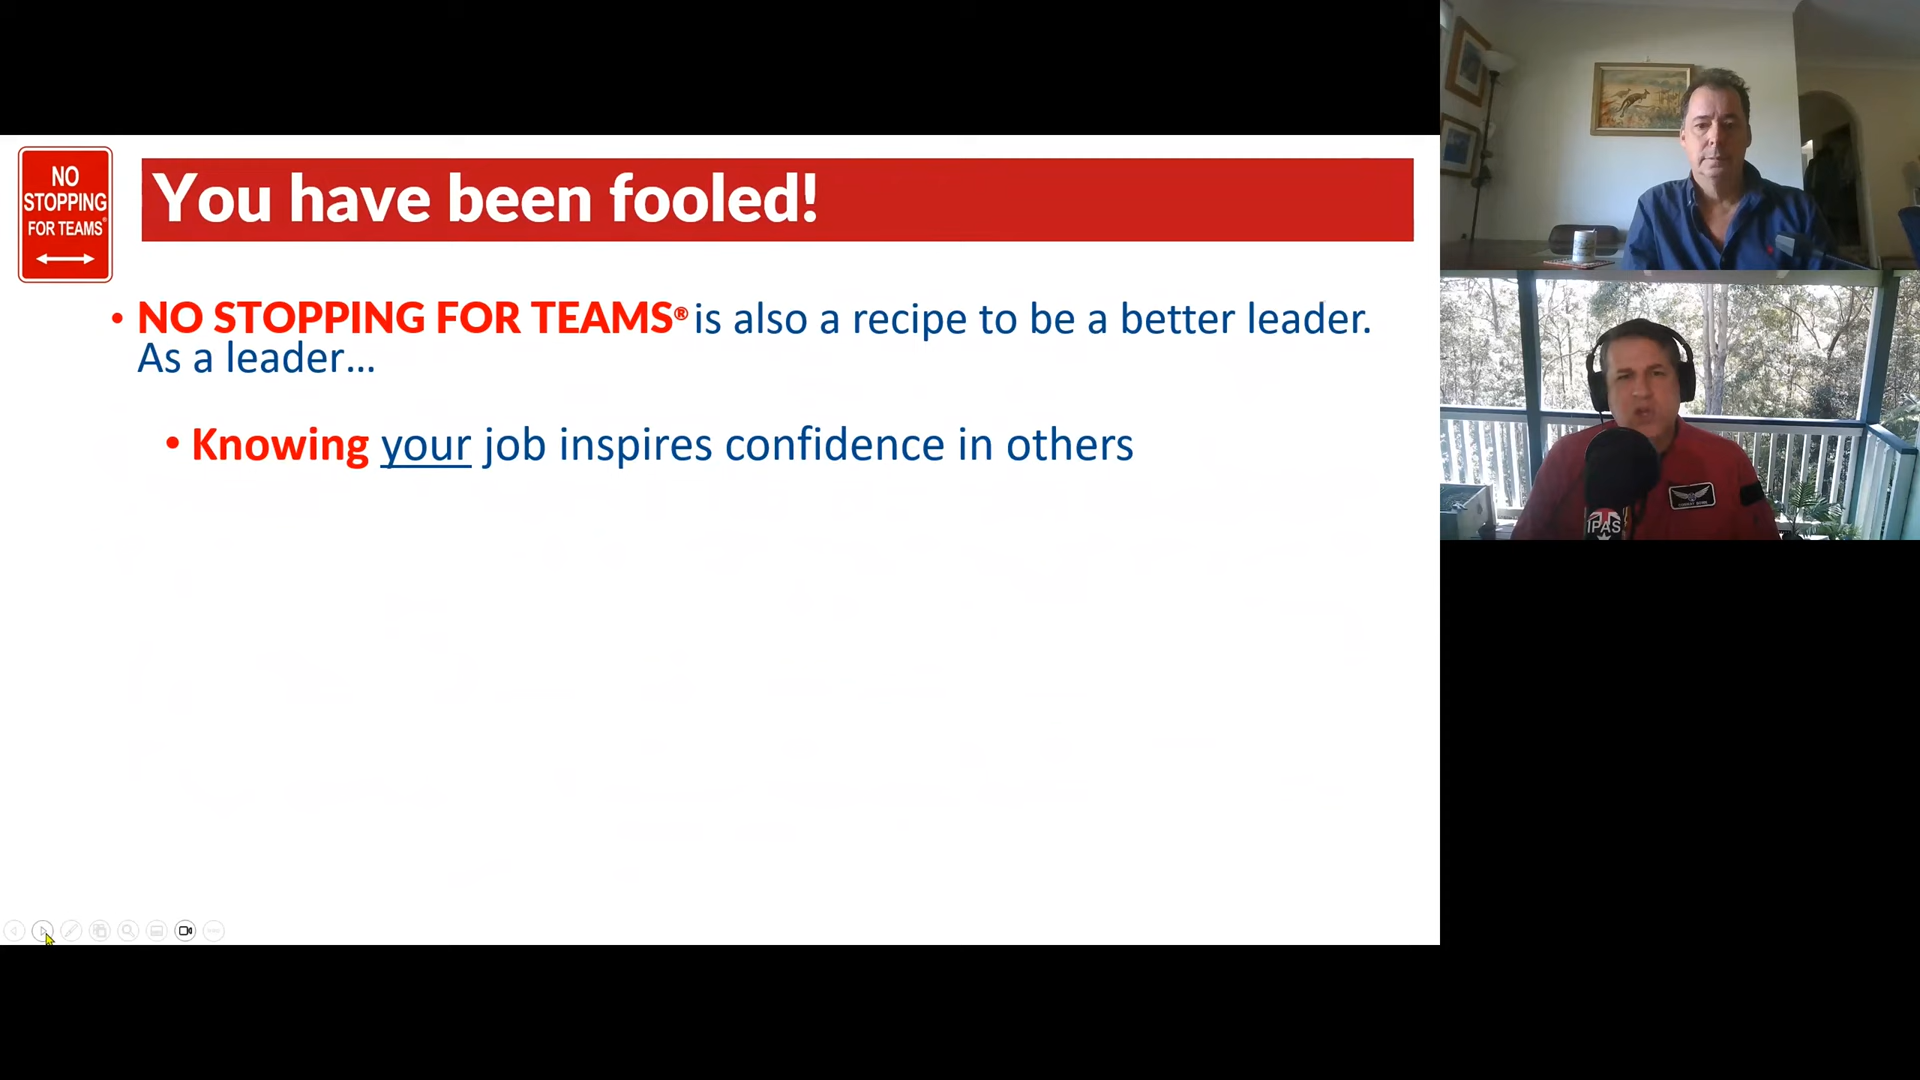 NO
STOPPING
FOR TEAMS®
You have been fooled!
• NO STOPPING FOR TEAMS® is also a recipe to be a better leader.
As a leader...
• Knowing your job inspires confidence in others
IPAS